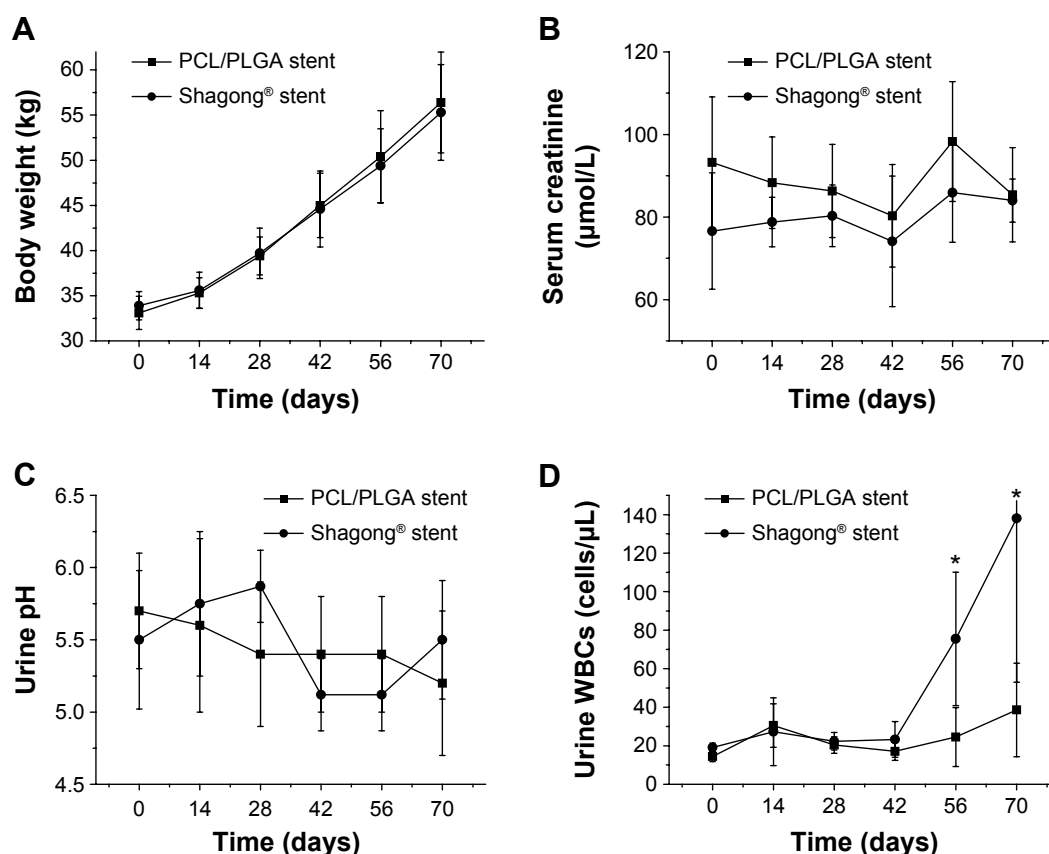 A
PCL/PLGA stent
Shagong® stent
Body weight (kg)
60
55
50
45
40
35
30
0 14 28 42 56 70
Time (days)
B
PCL/PLGA stent
Shagong® stent
Serum creatinine
(μmol/L)
120
100
80
60
0 14 28 42 56 70
Time (days)
C
PCL/PLGA stent
Shagong® stent
Urine pH
6.5
6.0
5.5
5.0
4.5
0 14 28 42 56 70
Time (days)
D
PCL/PLGA stent
Shagong® stent
Urine WBCs (cells/μL)
140
120
100
80
60
40
20
0
*
*
0 14 28 42 56 70
Time (days)